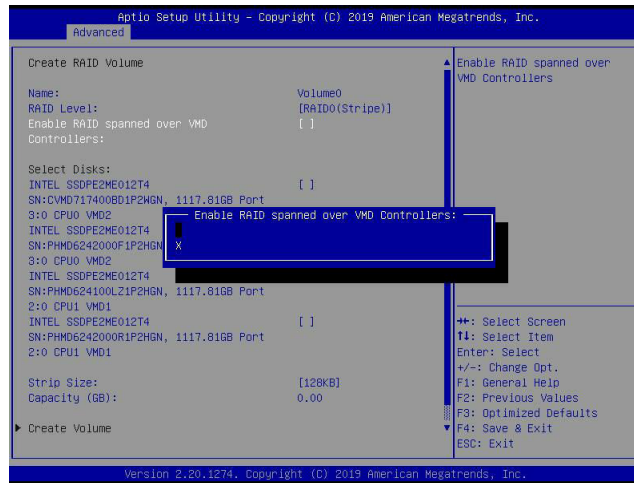 Aptio Setup Utility – Copyright (C) 2019 American Megatrends, Inc.
Advanced
Create RAID Volume
Name: Volume0
RAID Level: [RAID0(Stripe)]
Enable RAID spanned over VMD [ ]
Controllers:
Select Disks:
INTEL SSDPE2ME012T4 [ ]
SN:CVMD717400BD1P2WGN, 1117.81GB Port
3:0 CPU0 VMD2
INTEL SSDPE2ME012T4
SN:PHMD6242000F1P2HGN
3:0 CPU0 VMD2
INTEL SSDPE2ME012T4
SN:PHMD624100LZ1P2HGN, 1117.81GB Port
2:0 CPU1 VMD1
INTEL SSDPE2ME012T4 [ ]
SN:PHMD6242000R1P2HGN, 1117.81GB Port
2:0 CPU1 VMD1
Strip Size: [128KB]
Capacity (GB): 0.00
Create Volume
Enable RAID spanned over VMD Controllers:
X
Enable RAID spanned over
VMD Controllers
→←: Select Screen
↑↓: Select Item
Enter: Select
+/-: Change Opt.
F1: General Help
F2: Previous Values
F3: Optimized Defaults
F4: Save & Exit
ESC: Exit
Version 2.20.1274. Copyright (C) 2019 American Megatrends, Inc.